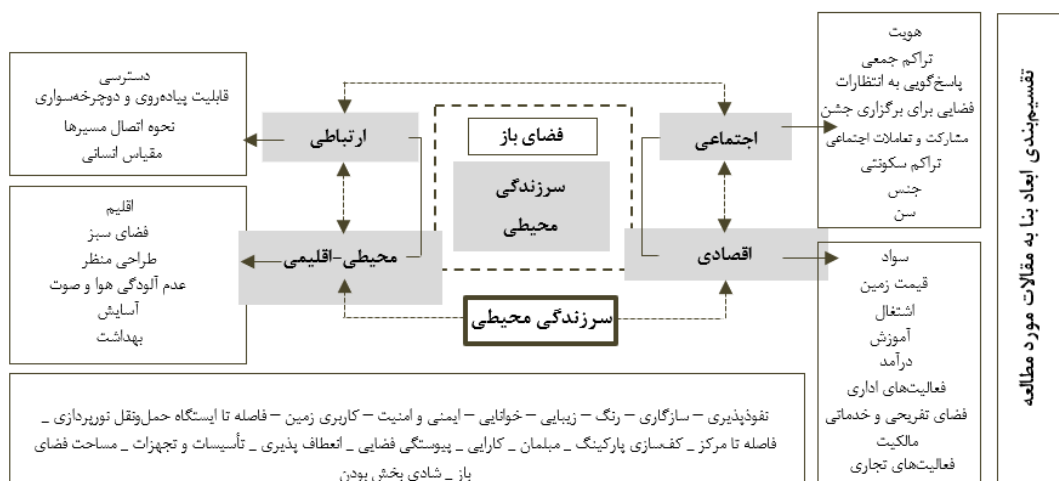 تقسیم‌بندی ابعاد بنا به مقالات مورد مطالعه
هویت
تراکم جمعی
پاسخ‌گویی به انتظارات
فضایی برای برگزاری جشن
مشارکت و تعاملات اجتماعی
تراکم سکونتی
جنس
سن
اجتماعی
فضای باز
ارتباطی
دسترسی
قابلیت پیاده‌روی و دوچرخه‌سواری
نحوه اتصال مسیرها
مقیاس انسانی
سرزندگی
محیطی
اقتصادی
سواد
قیمت زمین
اشتغال
آموزش
درآمد
فعالیت‌های اداری
فضای تفریحی و خدماتی
مالکیت
فعالیت‌های تجاری
محیطی-اقلیمی
اقلیم
فضای سبز
طراحی منظر
عدم آلودگی هوا و صوت
آسایش
بهداشت
سرزندگی محیطی
نفوذپذیری – سازگاری – رنگ – زیبایی – خوانایی – ایمنی و امنیت – کاربری زمین – فاصله تا ایستگاه حمل‌ونقل نورپردازی _
فاصله تا مرکز _ کف‌سازی پارکینگ _ مبلمان _ کارایی _ پیوستگی فضایی _ انعطاف پذیری _ تأسیسات و تجهزات _ مساحت فضای
باز _ شادی بخش بودن